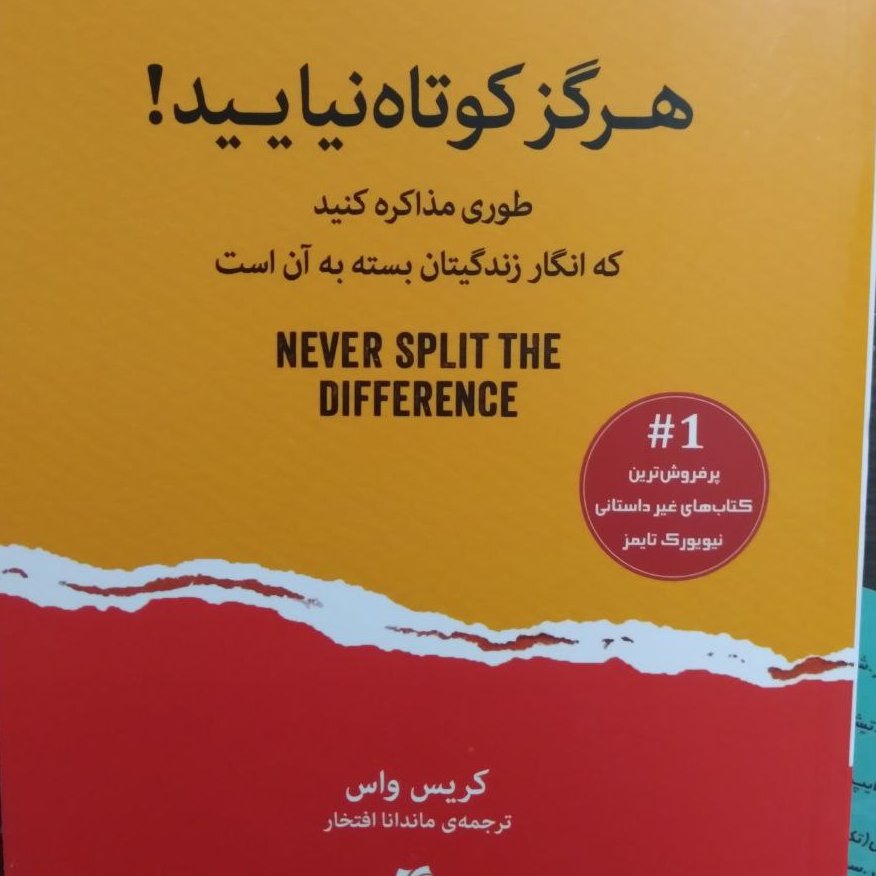 هرگز کوتاه نیایید!
طوری مذاکره کنید
که انگار زندگیتان بسته به آن است
NEVER SPLIT THE
DIFFERENCE
#1
پرفروش‌ترین
کتاب‌های غیر داستانی
نیویورک تایمز
کریس واس
ترجمه‌ی ماندانا افتخار